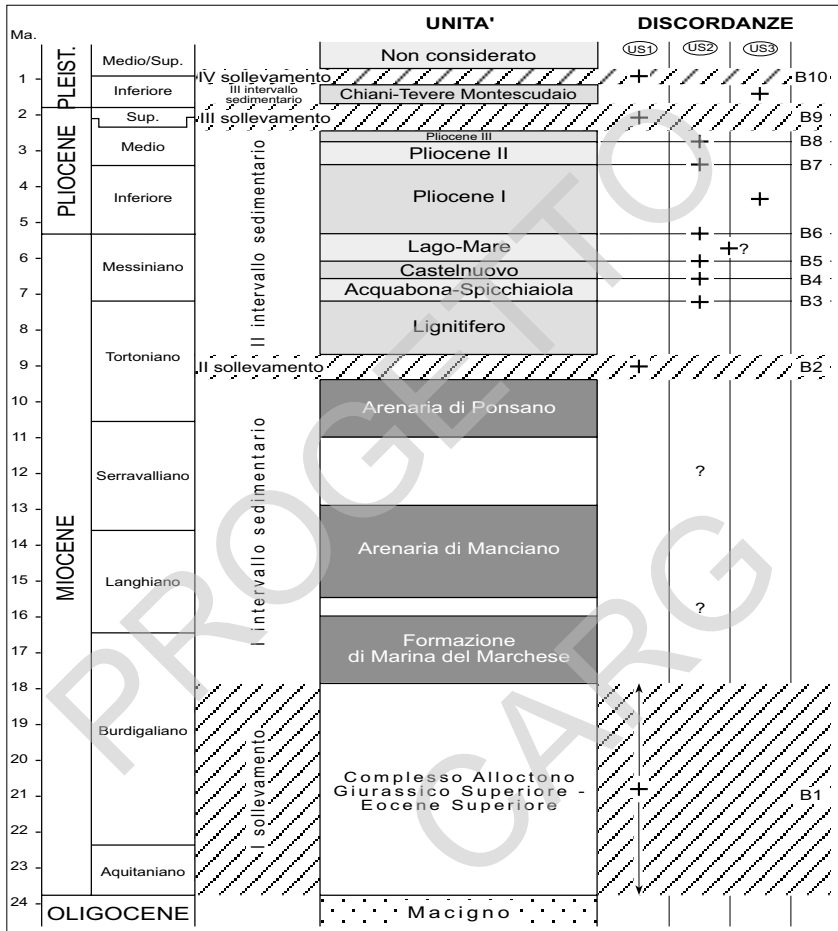 UNITA' DISCORDANZE
Ma.
US1 US2 US3
PLEIST.
Medio/Sup.
Non considerato
1
IV sollevamento
B10
Inferiore
III intervallo
sedimentario
Chiani-Tevere Montescudaio
2
PLIOCENE
Sup.
III sollevamento
B9
Pliocene III
B8
3
Medio
Pliocene II
B7
4
Inferiore
Pliocene I
5
B6
II intervallo sedimentario
MIOCENE
Messiniano
Lago-Mare
?
6
B5
Castelnuovo
B4
7
Acquabona-Spicchiaiola
B3
8
Lignitifero
Tortoniano
9
II sollevamento
B2
10
Arenaria di Ponsano
11
I intervallo sedimentario
Serravalliano
12
?
13
14
Arenaria di Manciano
Langhiano
15
16
?
Formazione
di Marina del Marchese
17
18
19
Burdigaliano
20
I sollevamento
Complesso Alloctono
Giurassico Superiore -
Eocene Superiore
21
B1
22
23
Aquitaniano
24
OLIGOCENE
Macigno
PROGETTO
CARG